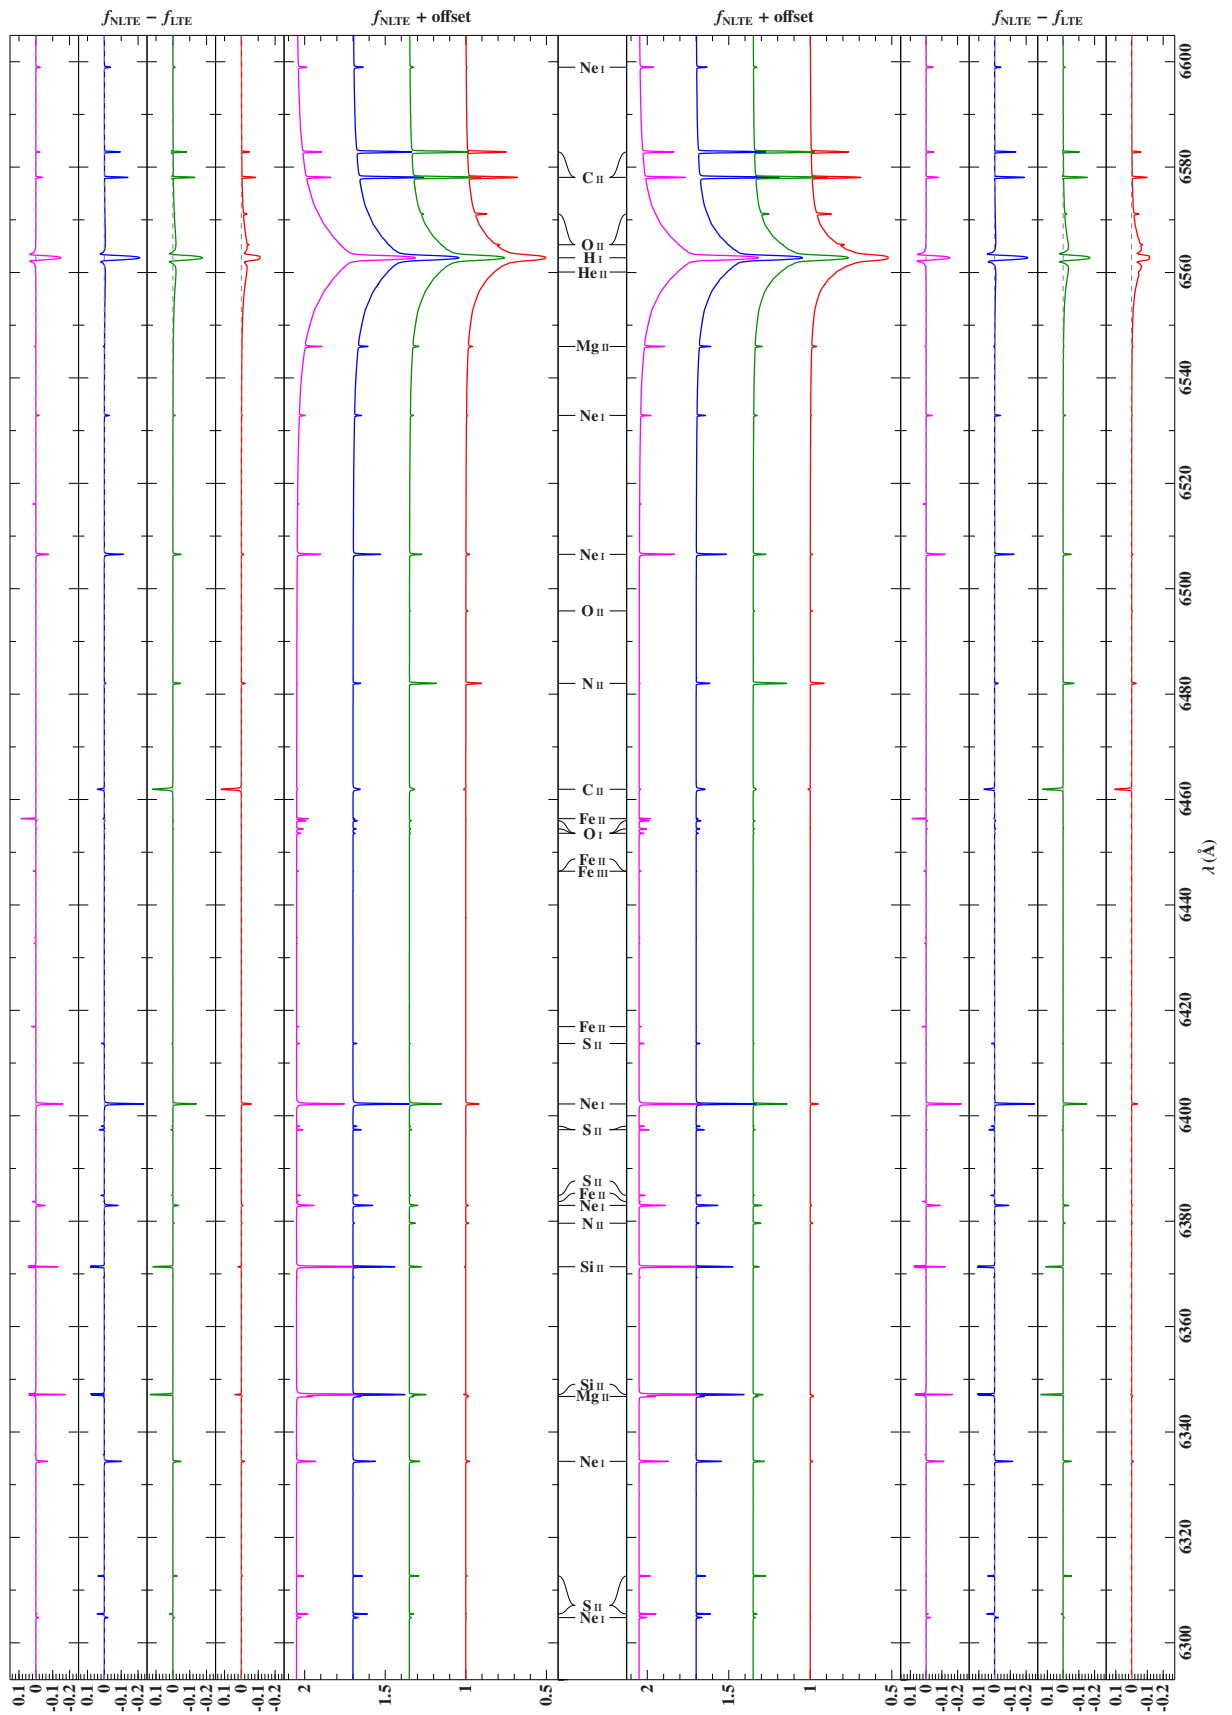 f_NLTE − f_LTE
f_NLTE + offset
f_NLTE + offset
f_NLTE − f_LTE
Ne I
C II
O II
H I
He II
Mg II
Ne I
Ne I
O II
N II
C II
Fe II
O I
Fe II
Fe III
Fe II
S II
Ne I
S II
S II
Fe II
Ne I
N II
Si II
Si II
Mg II
Ne I
S II
Ne I
6600
6580
6560
6540
6520
6500
6480
6460
6440
6420
6400
6380
6360
6340
6320
6300
λ (Å)
0.1 0 -0.1 -0.2 0.1 0 -0.1 -0.2 0.1 0 -0.1 -0.2 0.1 0 -0.1 -0.2 2 1.5 1 0.5 2 1.5 1 0.5 0.1 0 -0.1 -0.2 0.1 0 -0.1 -0.2 0.1 0 -0.1 -0.2 0.1 0 -0.1 -0.2